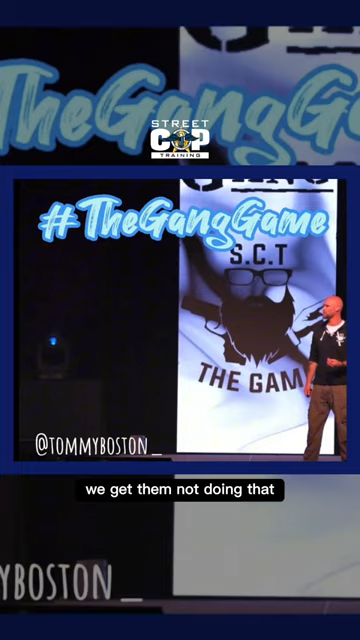 TheGangG
STREET
COP
TRAINING
#TheGangGame
S.C.T
THE GAM
@TOMMYBOSTON_
we get them not doing that
YBOSTON_